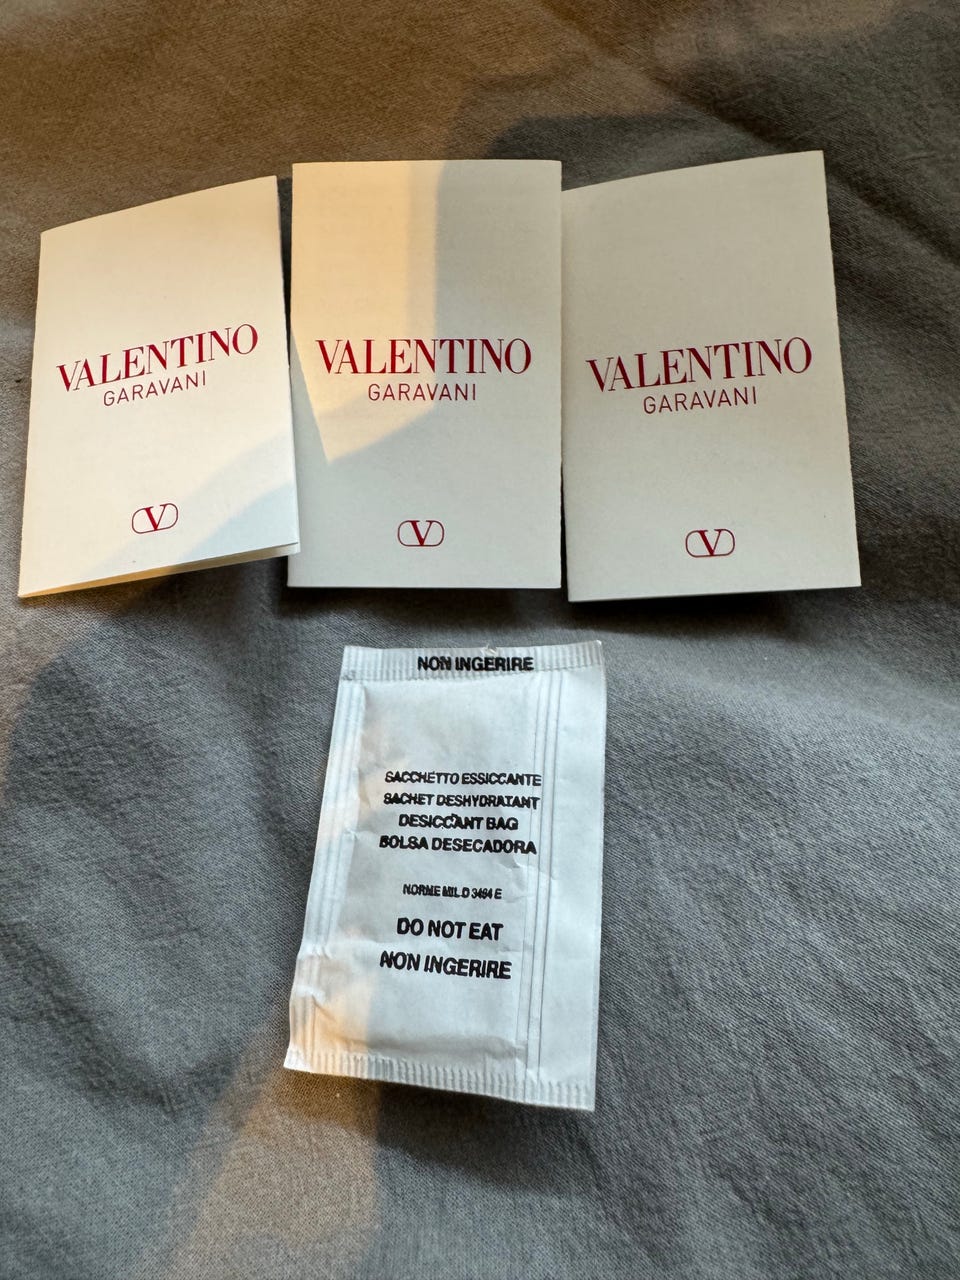 VALENTINO
GARAVANI
V
VALENTINO
GARAVANI
V
VALENTINO
GARAVANI
V
NON INGERIRE
SACCHETTO ESSICCANTE
SACHET DESHYDRATANT
DESICCANT BAG
BOLSA DESECADORA
NORME MIL D 3464 E
DO NOT EAT
NON INGERIRE